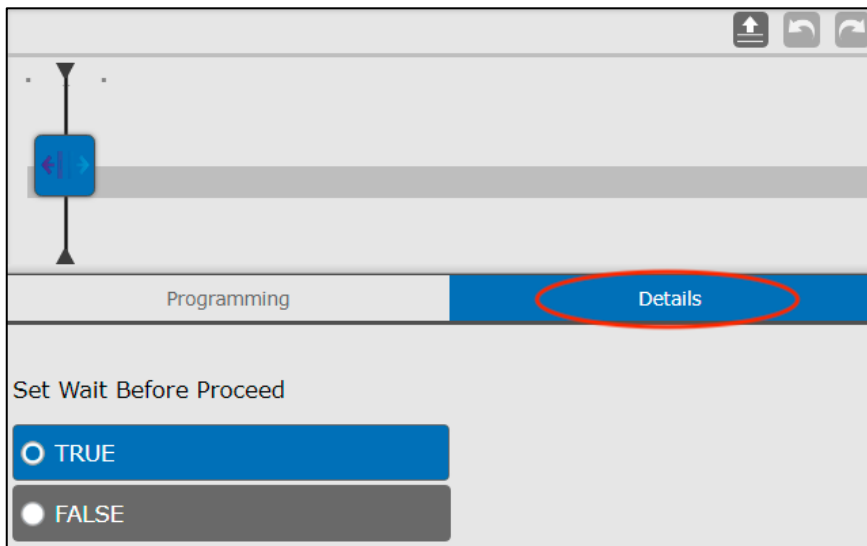 Programming
Details
Set Wait Before Proceed
TRUE
FALSE